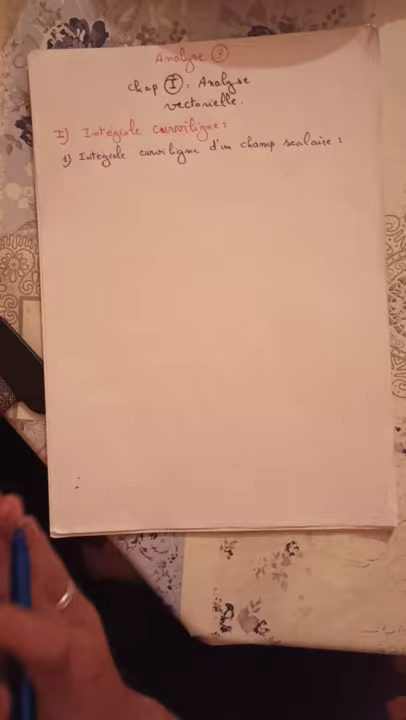 Analyse ③
Chap Ⓘ : Analyse
vectorielle.
I) Integrale curviligne :
1) Integrale curviligne d'un champ scalaire :